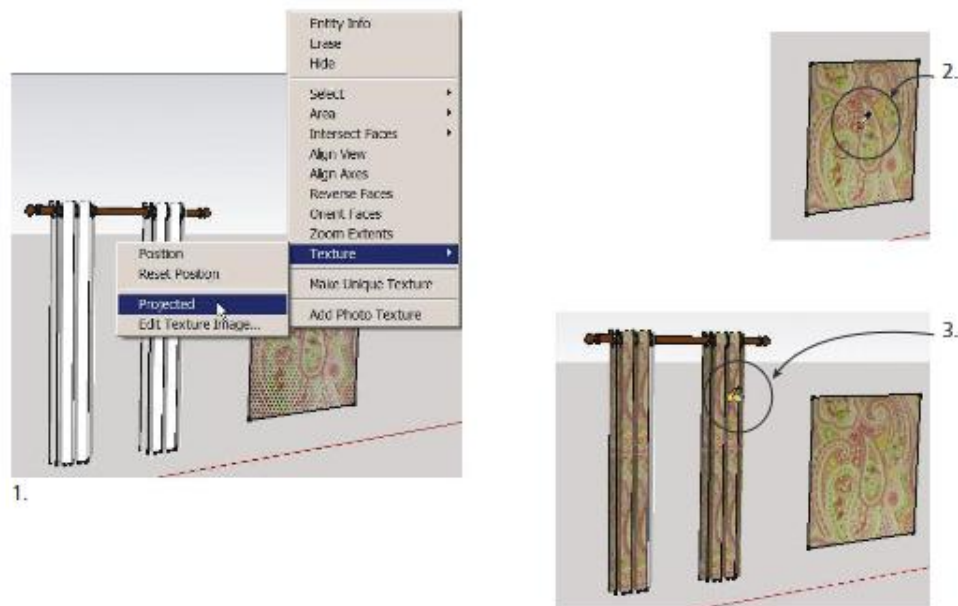 Entity Info
Erase
Hide
Select
Area
Intersect Faces
Align View
Align Axes
Reverse Faces
Orient Faces
Zoom Extents
Texture
Make Unique Texture
Add Photo Texture
Position
Reset Position
Projected
Edit Texture Image...
1.
2.
3.